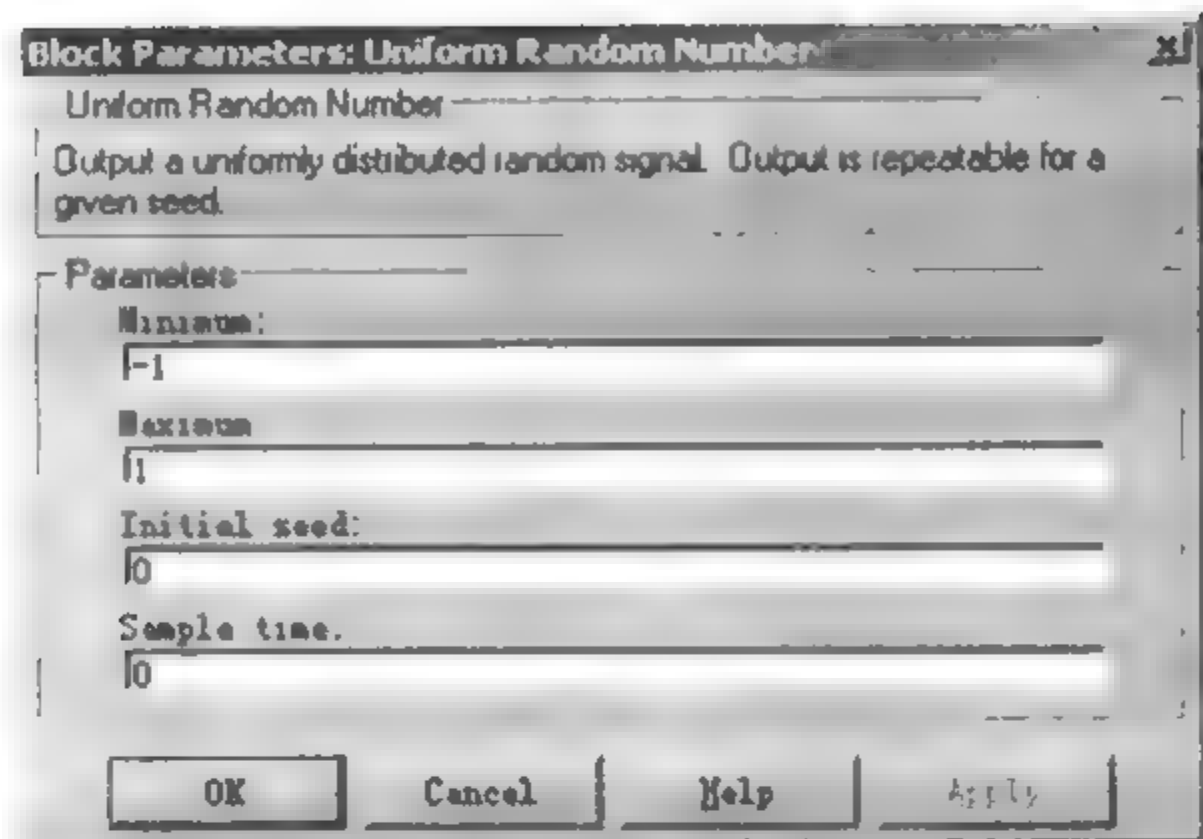 Block Parameters: Uniform Random Number
Uniform Random Number
Output a uniformly distributed random signal. Output is repeatable for a
given seed.
Parameters
Minimum:
-1
Maximum
1
Initial seed:
0
Sample time.
0
OK
Cancel
Help
Apply